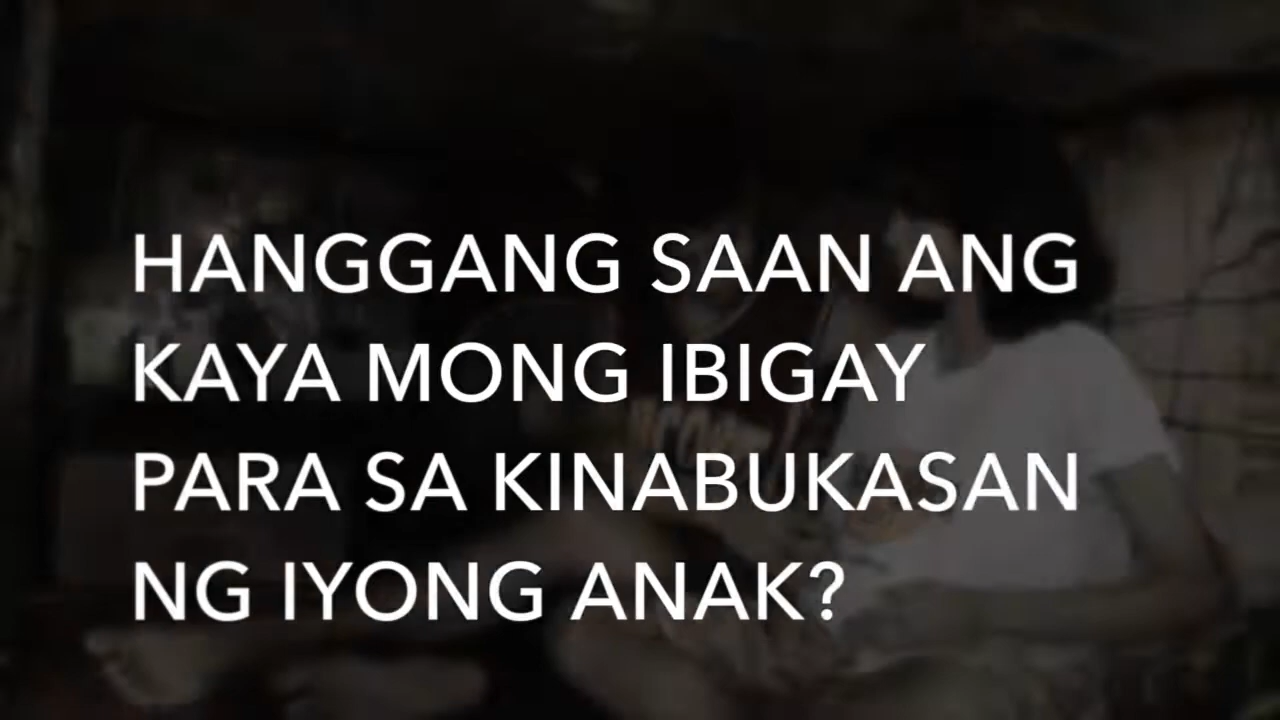 HANGGANG SAAN ANG
KAYA MONG IBIGAY
PARA SA KINABUKASAN
NG IYONG ANAK?